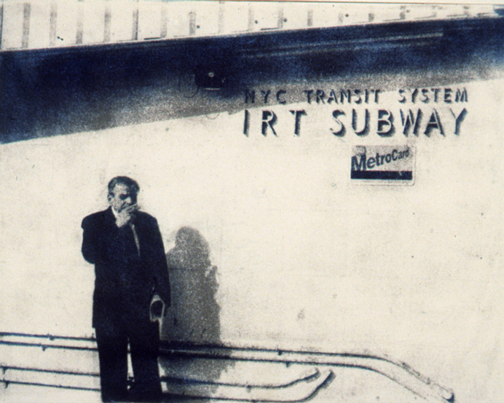 NYC TRANSIT SYSTEM
IRT SUBWAY
MetroCard